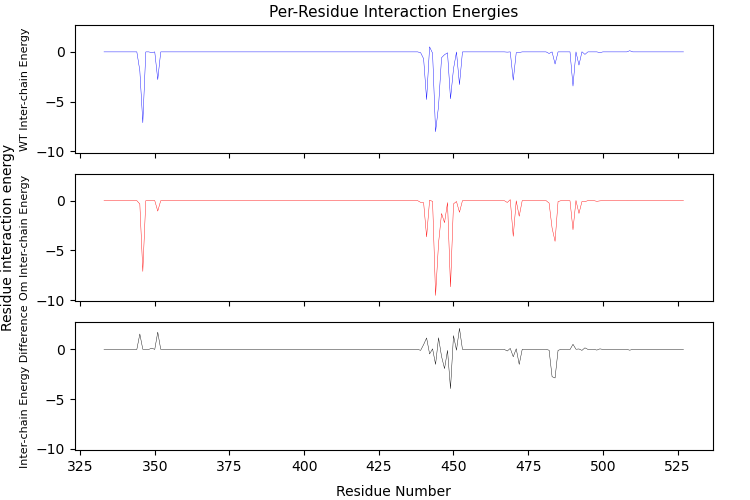 Per-Residue Interaction Energies
Residue interaction energy
WT Inter-chain Energy
0
−5
−10
Om Inter-chain Energy
0
−5
−10
Inter-chain Energy Difference
0
−5
−10
325 350 375 400 425 450 475 500 525
Residue Number